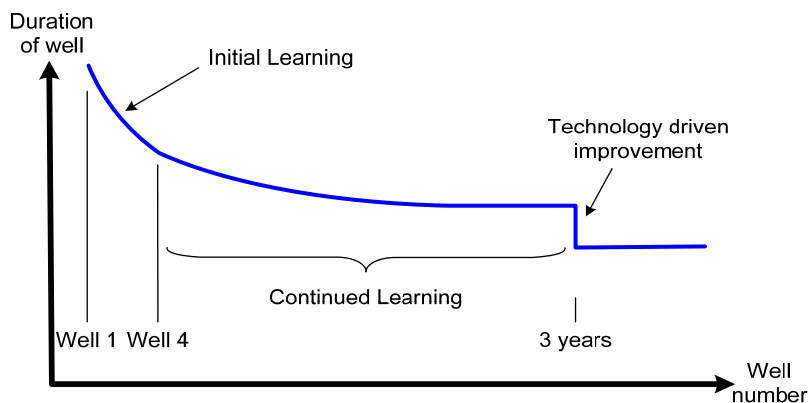 Duration
of well
Initial Learning
Technology driven
improvement
Continued Learning
Well 1
Well 4
3 years
Well
number